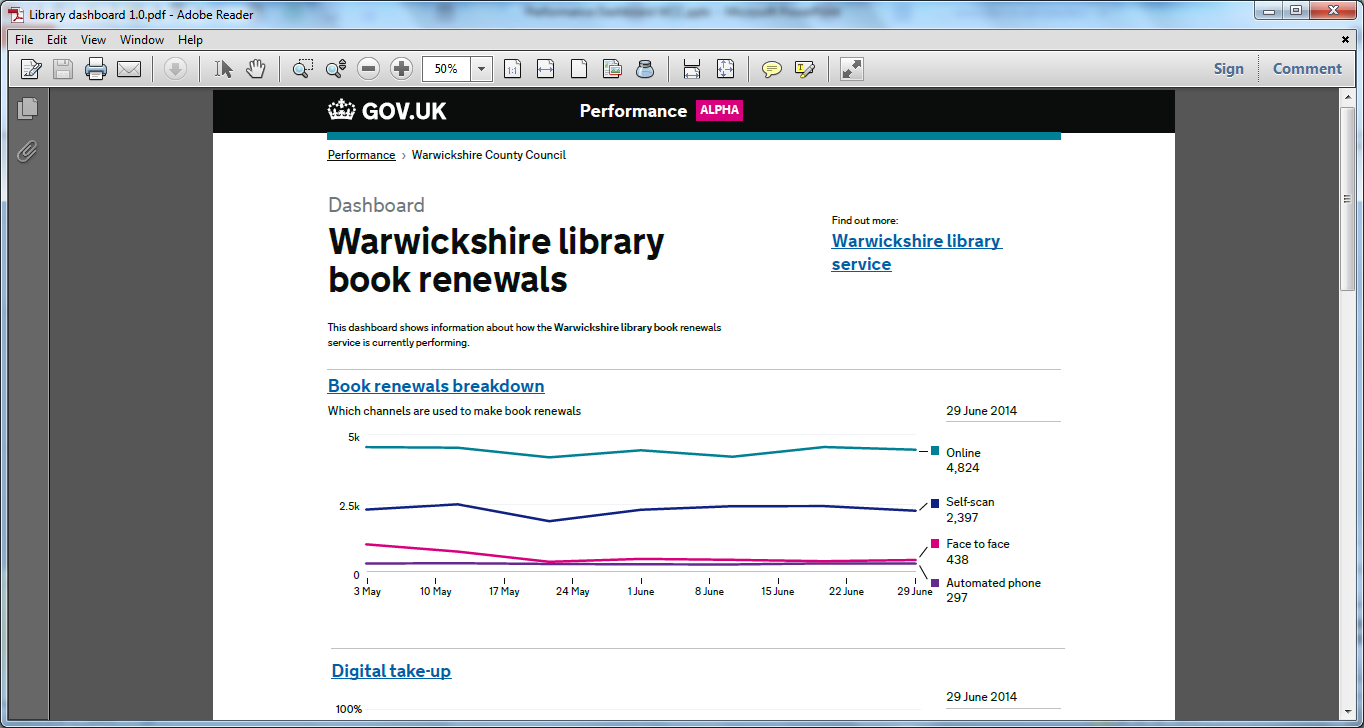 Library dashboard 1.0.pdf - Adobe Reader
File Edit View Window Help
50%
Sign Comment
GOV.UK Performance ALPHA
Performance › Warwickshire County Council
Dashboard
Warwickshire library
book renewals
Find out more:
Warwickshire library
service
This dashboard shows information about how the Warwickshire library book renewals
service is currently performing.
Book renewals breakdown
Which channels are used to make book renewals
29 June 2014
5k
2.5k
0
3 May 10 May 17 May 24 May 1 June 8 June 15 June 22 June 29 June
Online
4,824
Self-scan
2,397
Face to face
438
Automated phone
297
Digital take-up
29 June 2014
100%